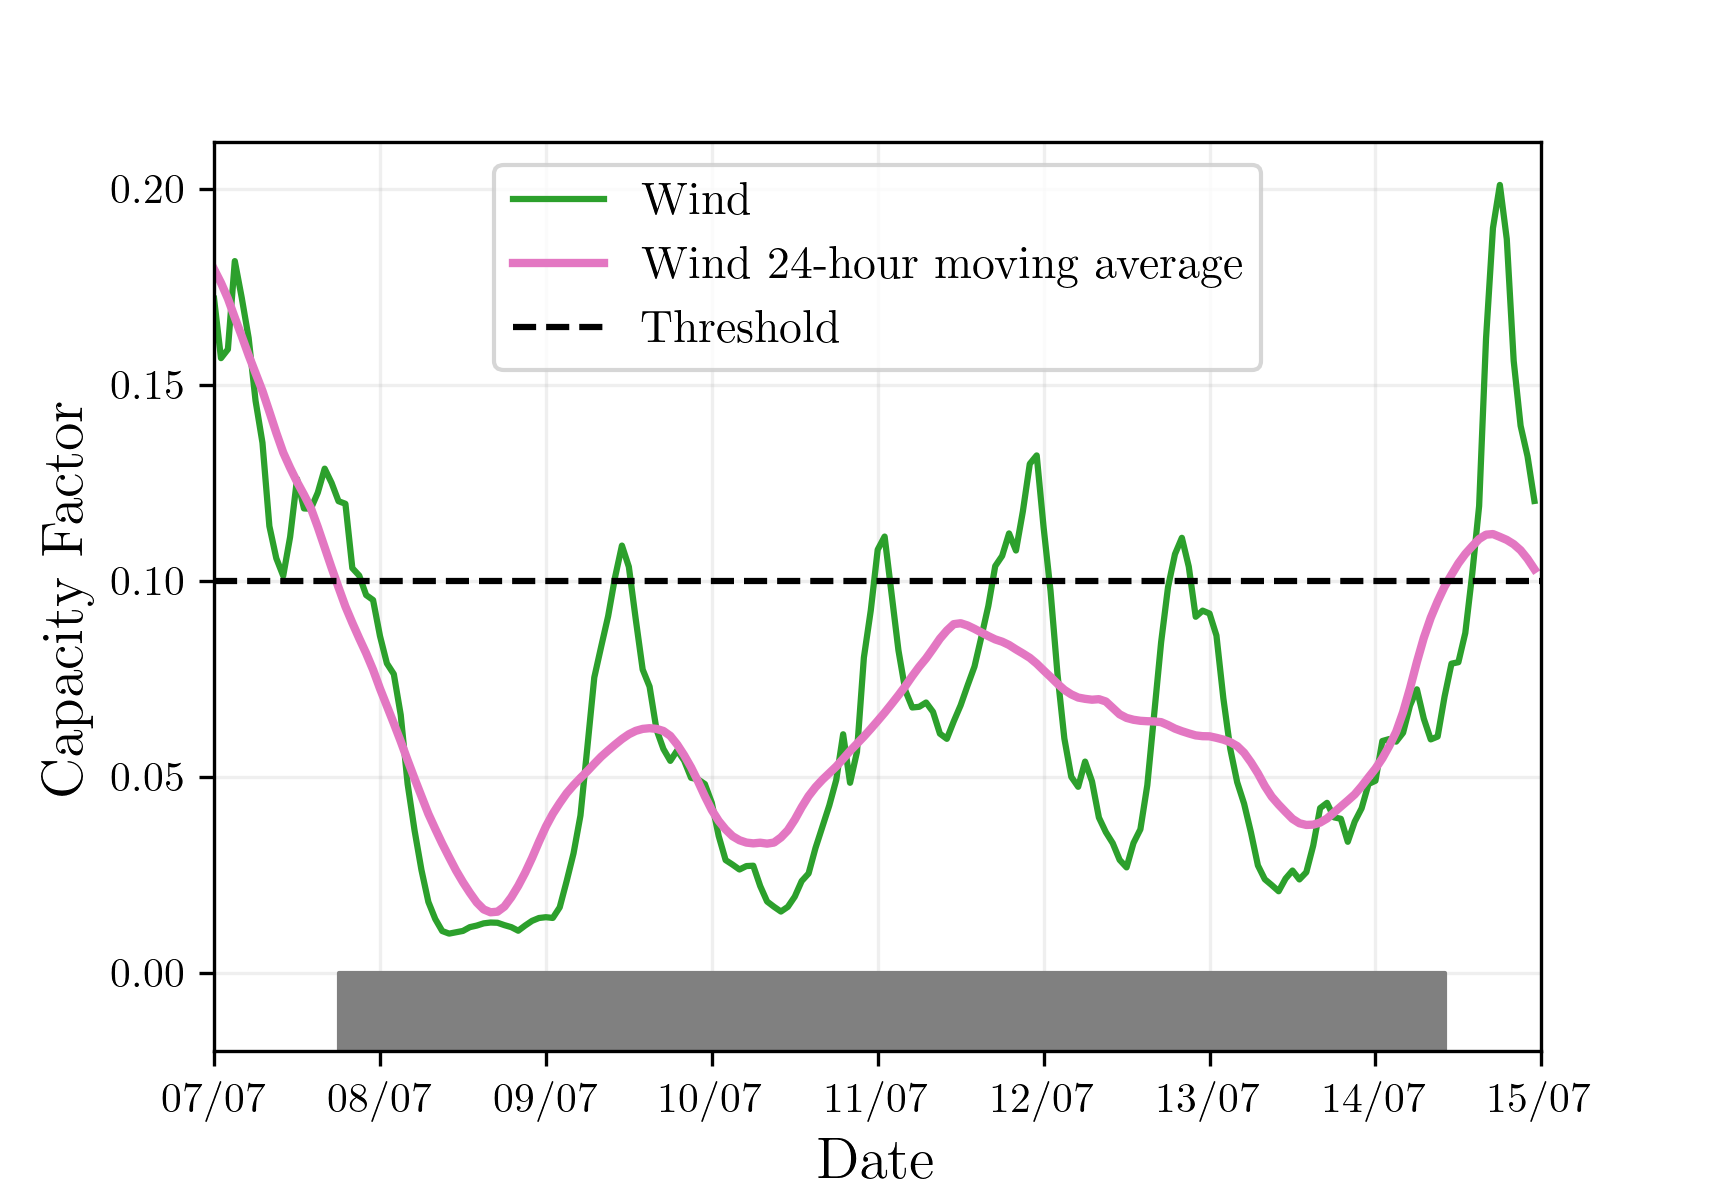 Wind
Wind 24-hour moving average
Threshold
0.20
0.15
0.10
0.05
0.00
Capacity Factor
07/07 08/07 09/07 10/07 11/07 12/07 13/07 14/07 15/07
Date